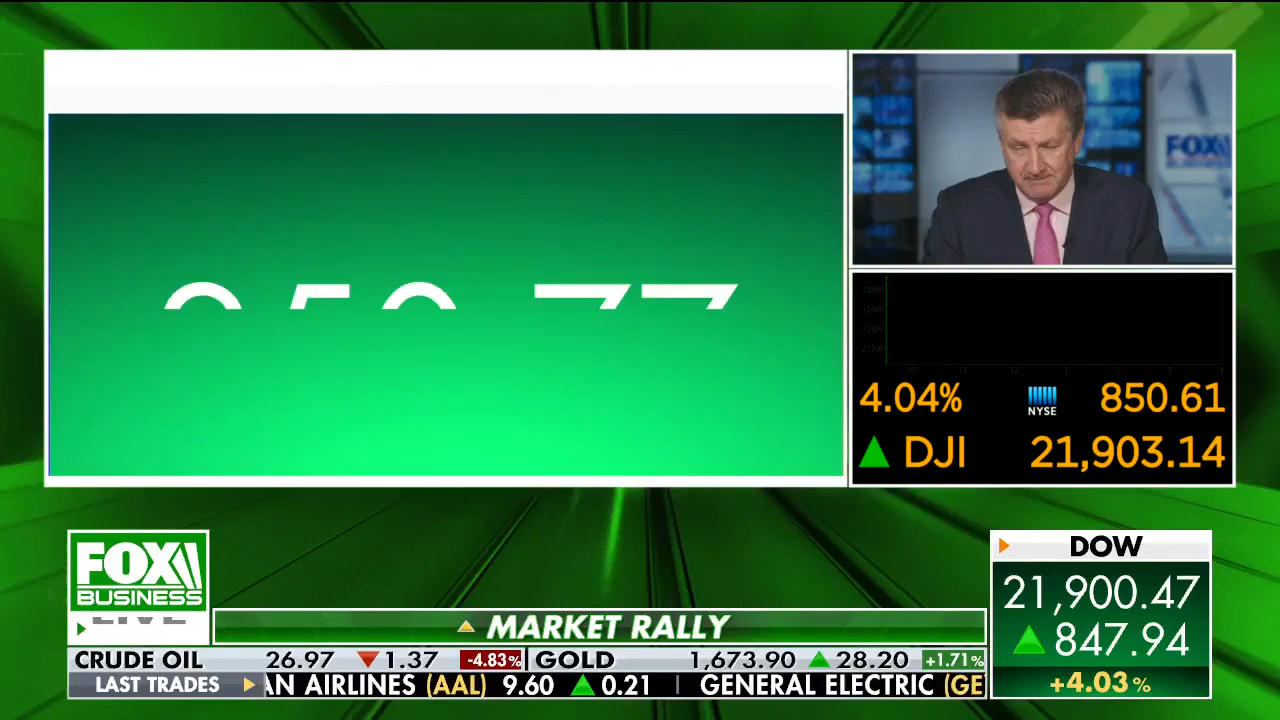 FOX
BUSINESS
4.04% NYSE 850.61
DJI 21,903.14
FOX
BUSINESS
MARKET RALLY
CRUDE OIL 26.97 1.37 -4.83% GOLD 1,673.90 28.20 +1.71%
LAST TRADES AN AIRLINES (AAL) 9.60 0.21 | GENERAL ELECTRIC (GE
DOW
21,900.47
847.94
+4.03%